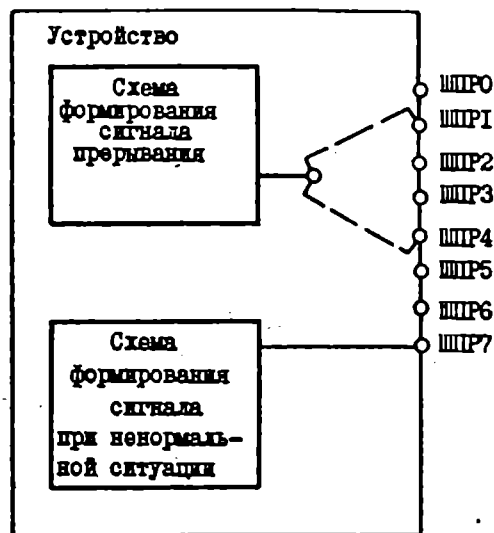 Устройство
Схема
формирования
сигнала
прерывания
ШПР0
ШПР1
ШПР2
ШПР3
ШПР4
ШПР5
ШПР6
ШПР7
Схема
формирования
сигнала
при ненормаль-
ной ситуации